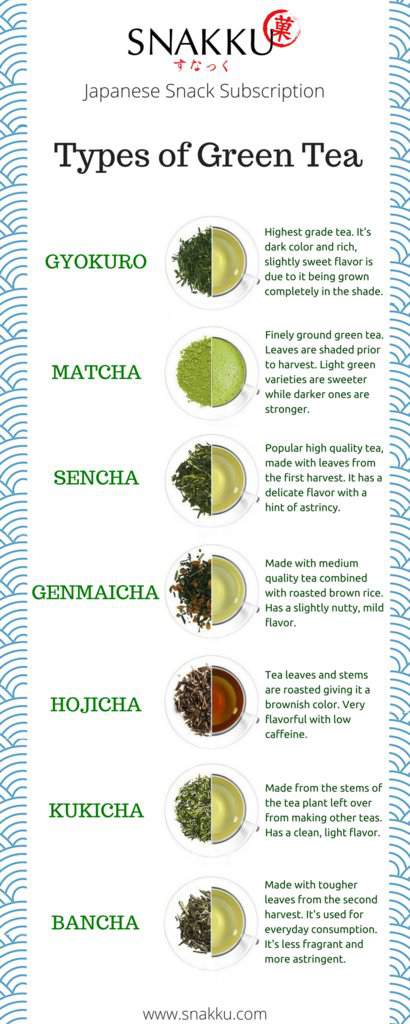 SNAKKU
菓
すなっく
Japanese Snack Subscription
Types of Green Tea
GYOKURO
Highest grade tea. It's
dark color and rich,
slightly sweet flavor is
due to it being grown
completely in the shade.
MATCHA
Finely ground green tea.
Leaves are shaded prior
to harvest. Light green
varieties are sweeter
while darker ones are
stronger.
SENCHA
Popular high quality tea,
made with leaves from
the first harvest. It has a
delicate flavor with a
hint of astrincy.
GENMAICHA
Made with medium
quality tea combined
with roasted brown rice.
Has a slightly nutty, mild
flavor.
HOJICHA
Tea leaves and stems
are roasted giving it a
brownish color. Very
flavorful with low
caffeine.
KUKICHA
Made from the stems of
the tea plant left over
from making other teas.
Has a clean, light flavor.
BANCHA
Made with tougher
leaves from the second
harvest. It's used for
everyday consumption.
It's less fragrant and
more astringent.
www.snakku.com